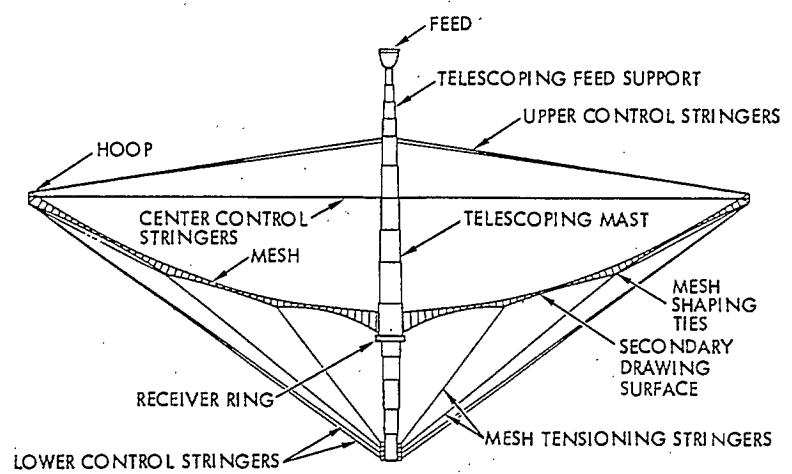 FEED
TELESCOPING FEED SUPPORT
UPPER CONTROL STRINGERS
HOOP
CENTER CONTROL
STRINGERS
TELESCOPING MAST
MESH
MESH
SHAPING
TIES
SECONDARY
DRAWING
SURFACE
RECEIVER RING
MESH TENSIONING STRINGERS
LOWER CONTROL STRINGERS